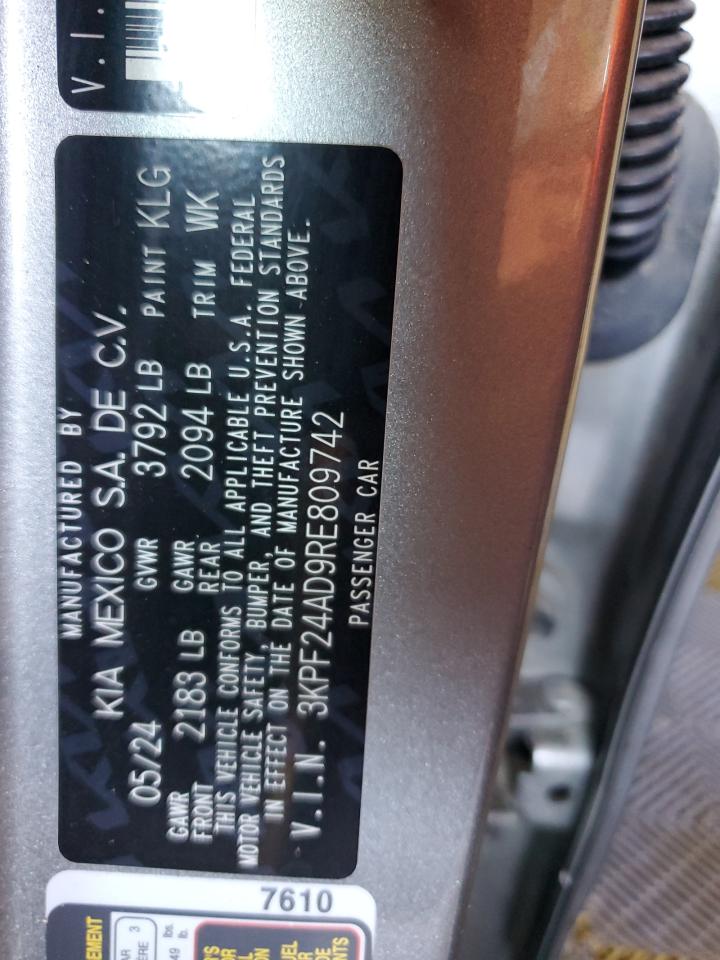 MANUFACTURED BY
KIA MEXICO S.A. DE C.V.
05/24 GVWR 3792 LB PAINT KLG
GAWR FRONT 2183 LB GAWR REAR 2094 LB TRIM WK
THIS VEHICLE CONFORMS TO ALL APPLICABLE U.S.A. FEDERAL
MOTOR VEHICLE SAFETY, BUMPER, AND THEFT PREVENTION STANDARDS
IN EFFECT ON THE DATE OF MANUFACTURE SHOWN ABOVE.
V.I.N. 3KPF24AD9RE809742
PASSENGER CAR
V.I.
7610